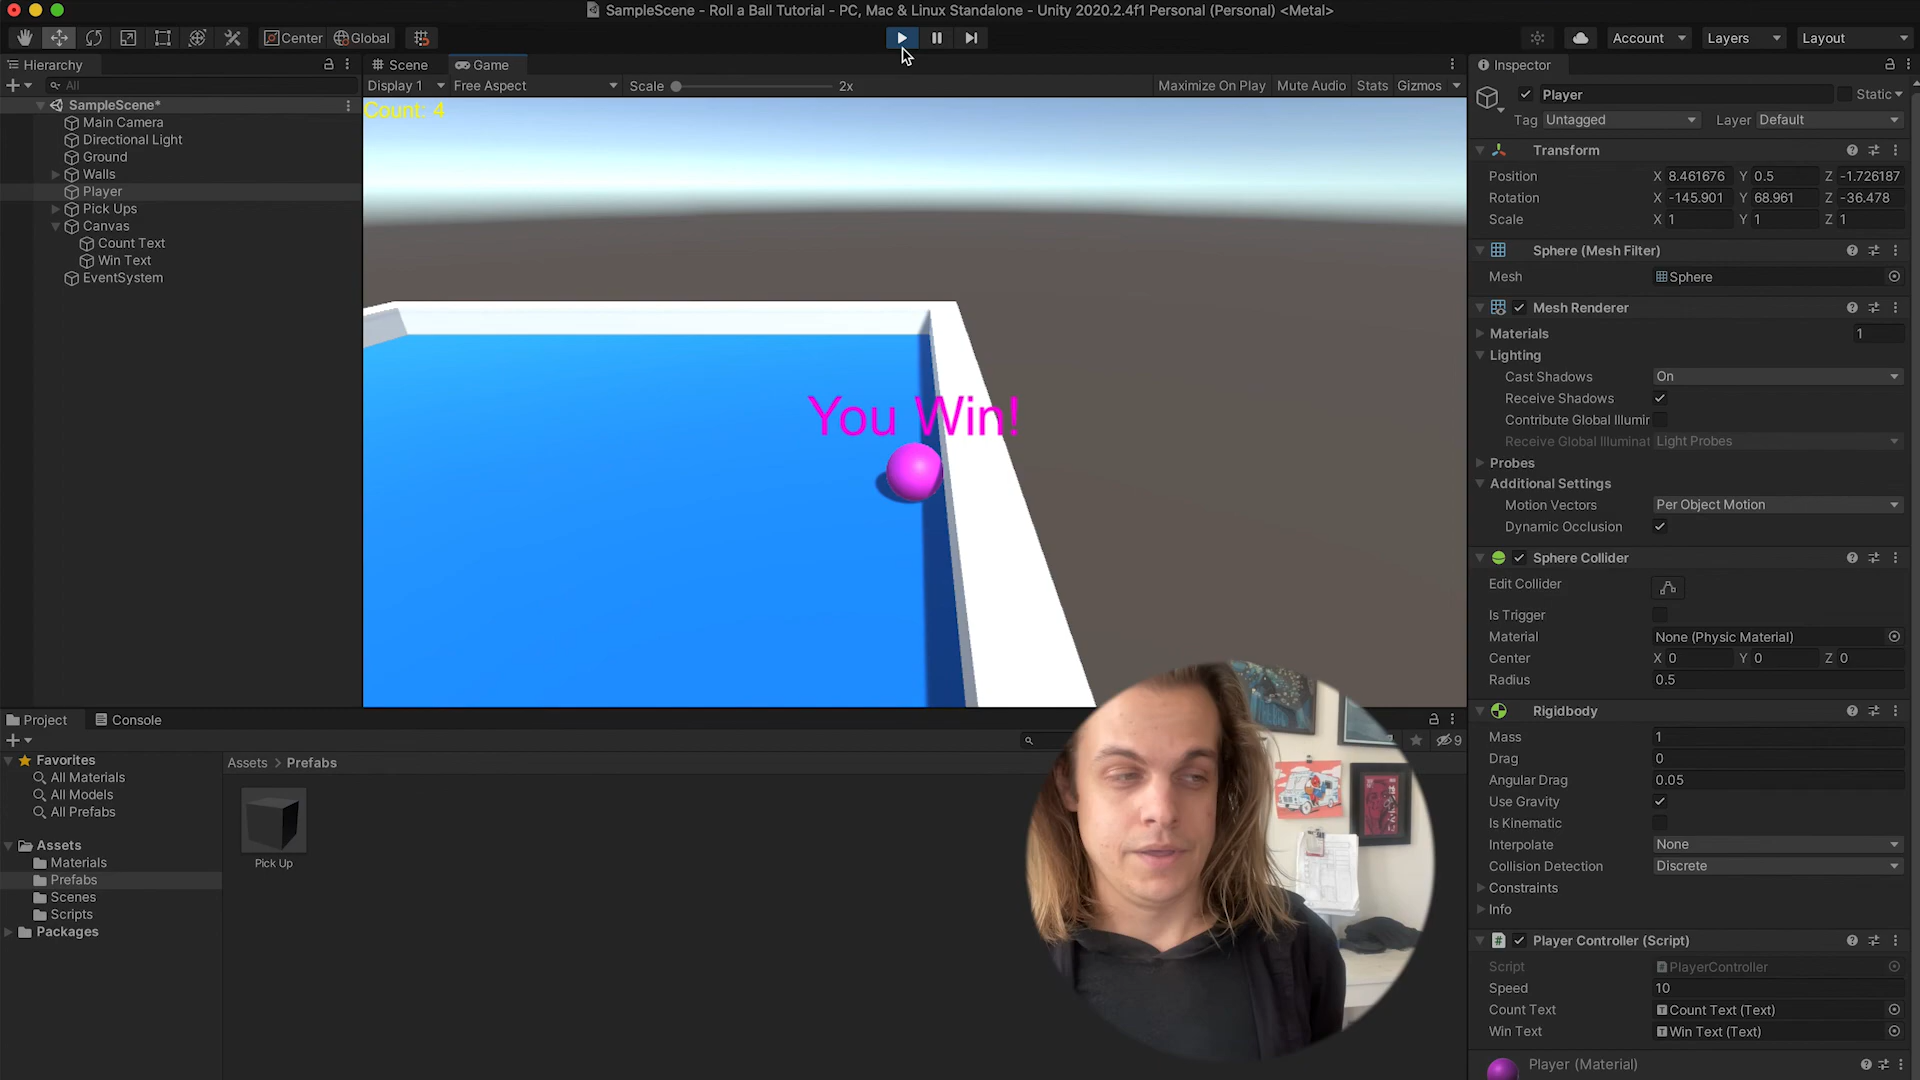 SampleScene - Roll a Ball Tutorial - PC, Mac & Linux Standalone - Unity 2020.2.4f1 Personal (Personal) <Metal>
Center Global Account Layers Layout
Hierarchy
All
SampleScene*
Main Camera
Directional Light
Ground
Walls
Player
Pick Ups
Canvas
Count Text
Win Text
EventSystem
Scene Game
Display 1 Free Aspect Scale 2x Maximize On Play Mute Audio Stats Gizmos
Count: 4
You Win!
Project Console
9
Favorites
All Materials
All Models
All Prefabs
Assets
Materials
Prefabs
Scenes
Scripts
Packages
Assets > Prefabs
Pick Up
Inspector
Player Static
Tag Untagged Layer Default
Transform
Position X 8.461676 Y 0.5 Z -1.726187
Rotation X -145.901 Y 68.961 Z -36.478
Scale X 1 Y 1 Z 1
Sphere (Mesh Filter)
Mesh Sphere
Mesh Renderer
Materials 1
Lighting
Cast Shadows On
Receive Shadows
Contribute Global Illumir
Receive Global Illuminat Light Probes
Probes
Additional Settings
Motion Vectors Per Object Motion
Dynamic Occlusion
Sphere Collider
Edit Collider
Is Trigger
Material None (Physic Material)
Center X 0 Y 0 Z 0
Radius 0.5
Rigidbody
Mass 1
Drag 0
Angular Drag 0.05
Use Gravity
Is Kinematic
Interpolate None
Collision Detection Discrete
Constraints
Info
Player Controller (Script)
Script PlayerController
Speed 10
Count Text Count Text (Text)
Win Text Win Text (Text)
Player (Material)